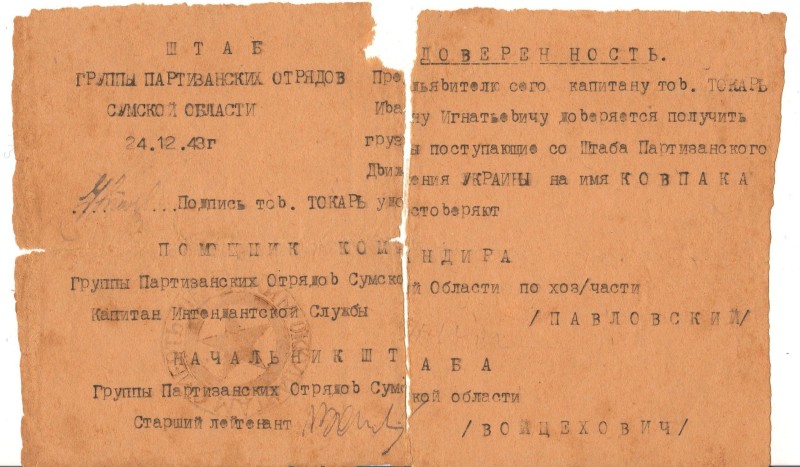 ШТАБ
ГРУППЫ ПАРТИЗАНСКИХ ОТРЯДОВ
СУМСКОЙ ОБЛАСТИ
24.12.43г
ДОВЕРЕННОСТЬ.
Предъявителю сего капитану тов. ТОКАРЬ
Ивану Игнатьевичу доверяется получить
грузы поступающие со Штаба Партизанского
Движения УКРАИНЫ на имя КОВПАКА
....Подпись тов. ТОКАРЬ удостоверяют
ПОМОЩНИК КОМАНДИРА
Группы Партизанских Отрядов Сумской Области по хоз/части
Капитан Интендантской Службы /ПАВЛОВСКИЙ/
НАЧАЛЬНИК ШТАБА
Группы Партизанских Отрядов Сумской области
Старший лейтенант /ВОЙЦЕХОВИЧ/